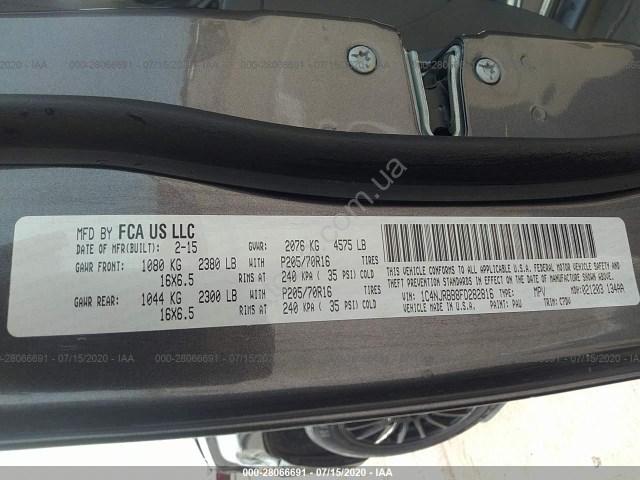 000-28066691 - 07/15/2020 - IAA
MFD BY FCA US LLC
DATE OF MFR(BUILT): 2-15 GVWR: 2076 KG 4575 LB
GAWR FRONT: 1080 KG 2380 LB WITH P205/70R16 TIRES
16X6.5 RIMS AT 240 KPA ( 35 PSI) COLD
GAWR REAR: 1044 KG 2300 LB WITH P205/70R16 TIRES
16X6.5 RIMS AT 240 KPA ( 35 PSI) COLD
THIS VEHICLE CONFORMS TO ALL APPLICABLE U.S.A. FEDERAL MOTOR VEHICLE SAFETY AND
THEFT PREVENTION STANDARDS IN EFFECT ON THE DATE OF MANUFACTURE SHOWN ABOVE.
VIN: 1C4NJRBB8FD282816 TYPE: MPV MDH: 021203 134AA
VEHICLE MADE IN U.S.A. PAINT: PAU TRIM:
000-28066691 - 07/15/2020 - IAA
000-28066691 - 07/15/2020 - IAA